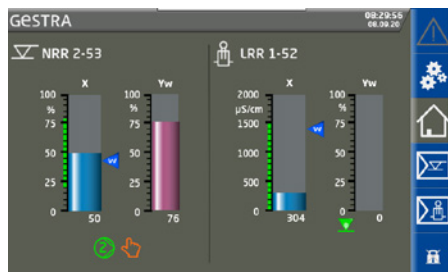 GESTRA
08:29:56
08.09.20
NRR 2-53
LRR 1-52
X Yw X Yw
100 100 2000 100
% % µS/cm %
75 75 1500 75
50 50 W 1000 W 50
25 25 500 25
0 0 0 0
50 76 304 0
2